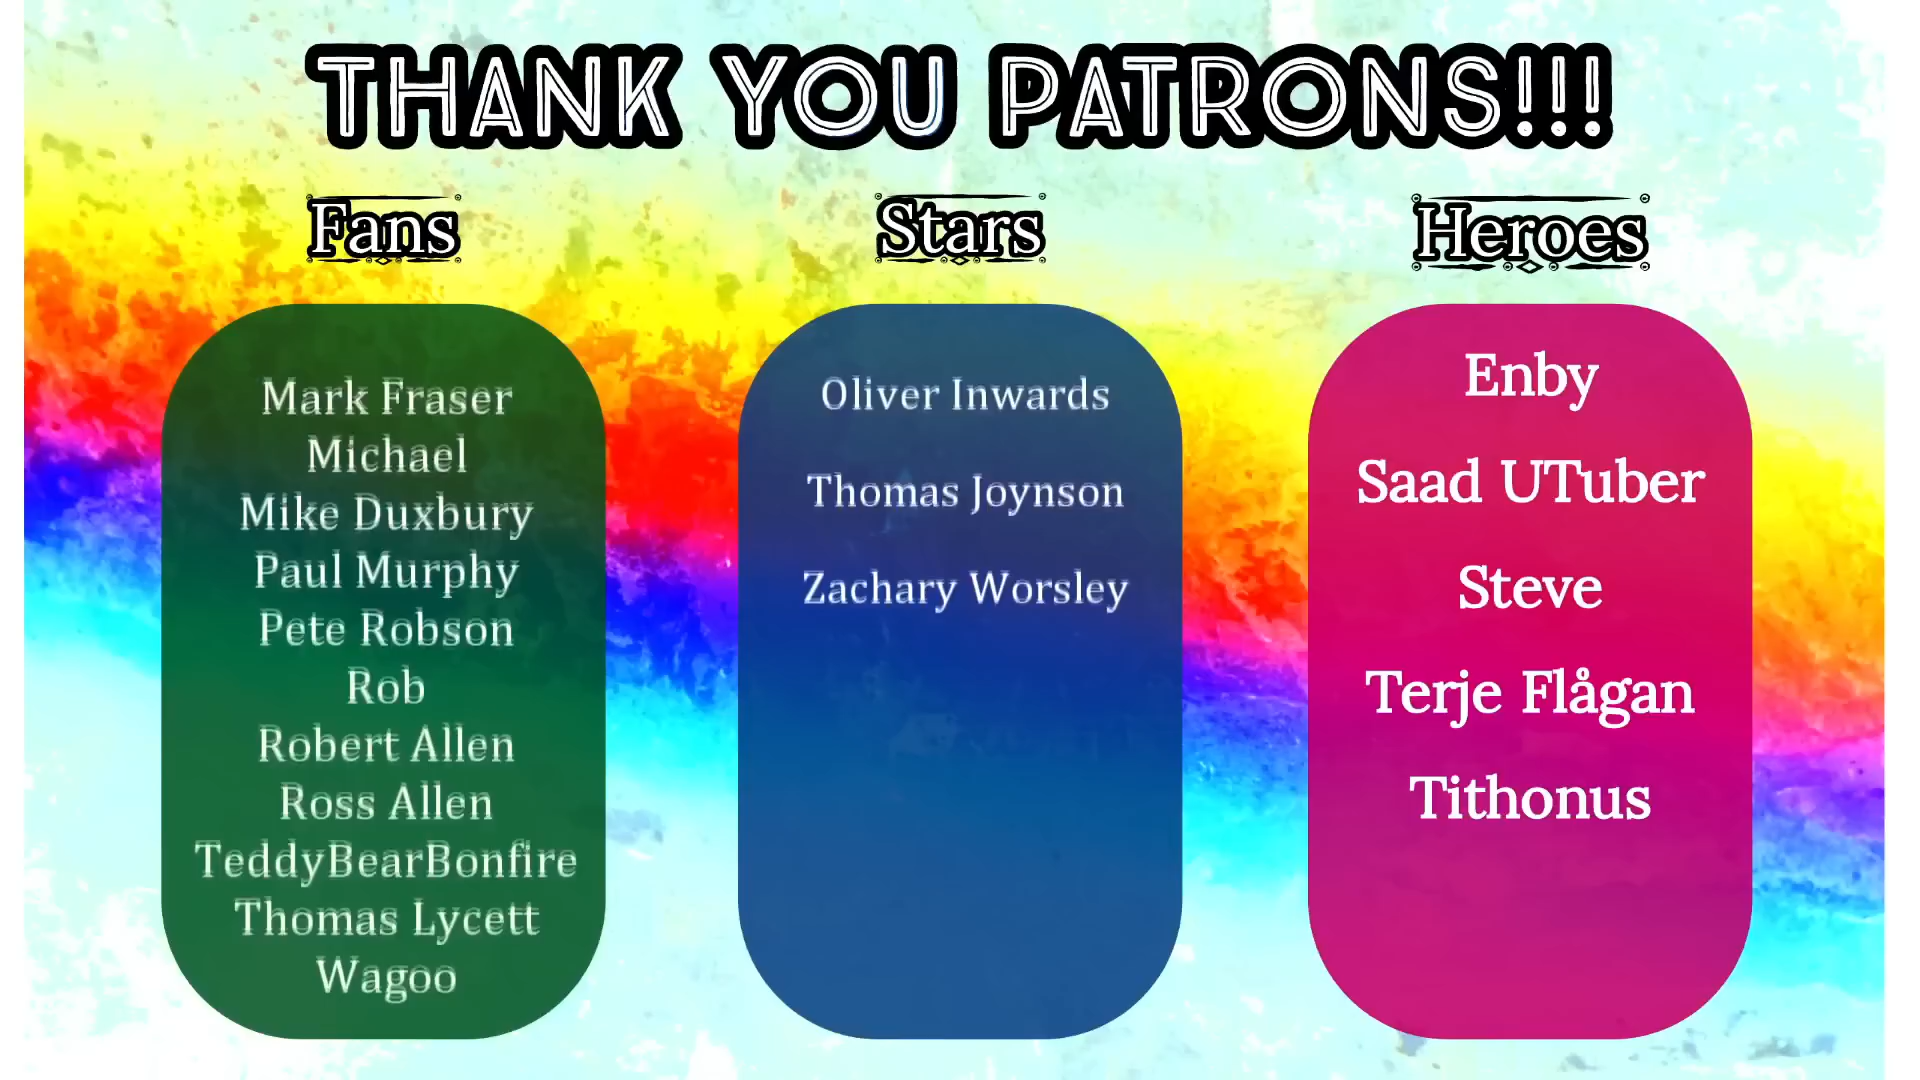 THANK YOU PATRONS!!!
Fans
Mark Fraser
Michael
Mike Duxbury
Paul Murphy
Pete Robson
Rob
Robert Allen
Ross Allen
TeddyBearBonfire
Thomas Lycett
Wagoo
Stars
Oliver Inwards
Thomas Joynson
Zachary Worsley
Heroes
Enby
Saad UTuber
Steve
Terje Flågan
Tithonus